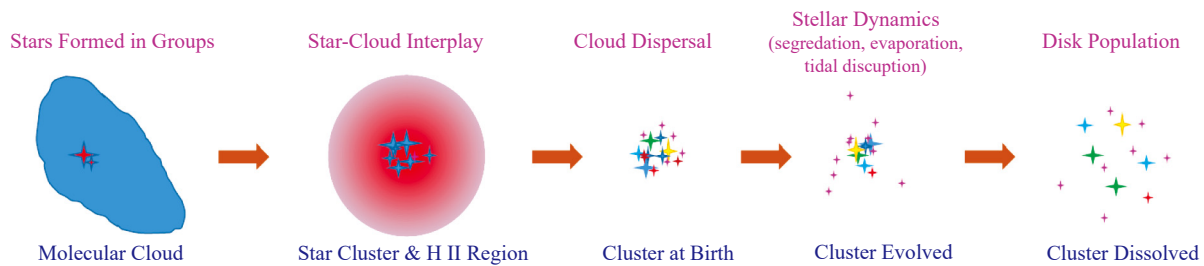 Stars Formed in Groups
Star-Cloud Interplay
Cloud Dispersal
Stellar Dynamics
(segredation, evaporation,
tidal discuption)
Disk Population
Molecular Cloud
Star Cluster & H II Region
Cluster at Birth
Cluster Evolved
Cluster Dissolved